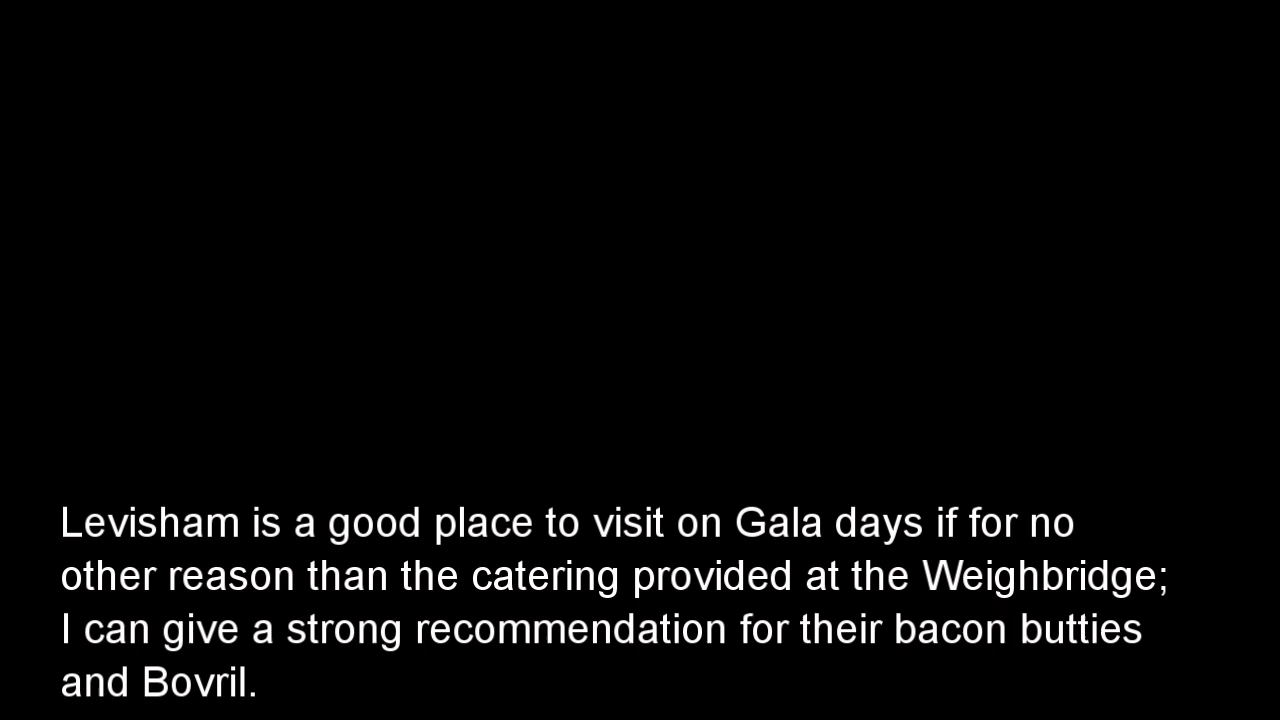 Levisham is a good place to visit on Gala days if for no
other reason than the catering provided at the Weighbridge;
I can give a strong recommendation for their bacon butties
and Bovril.